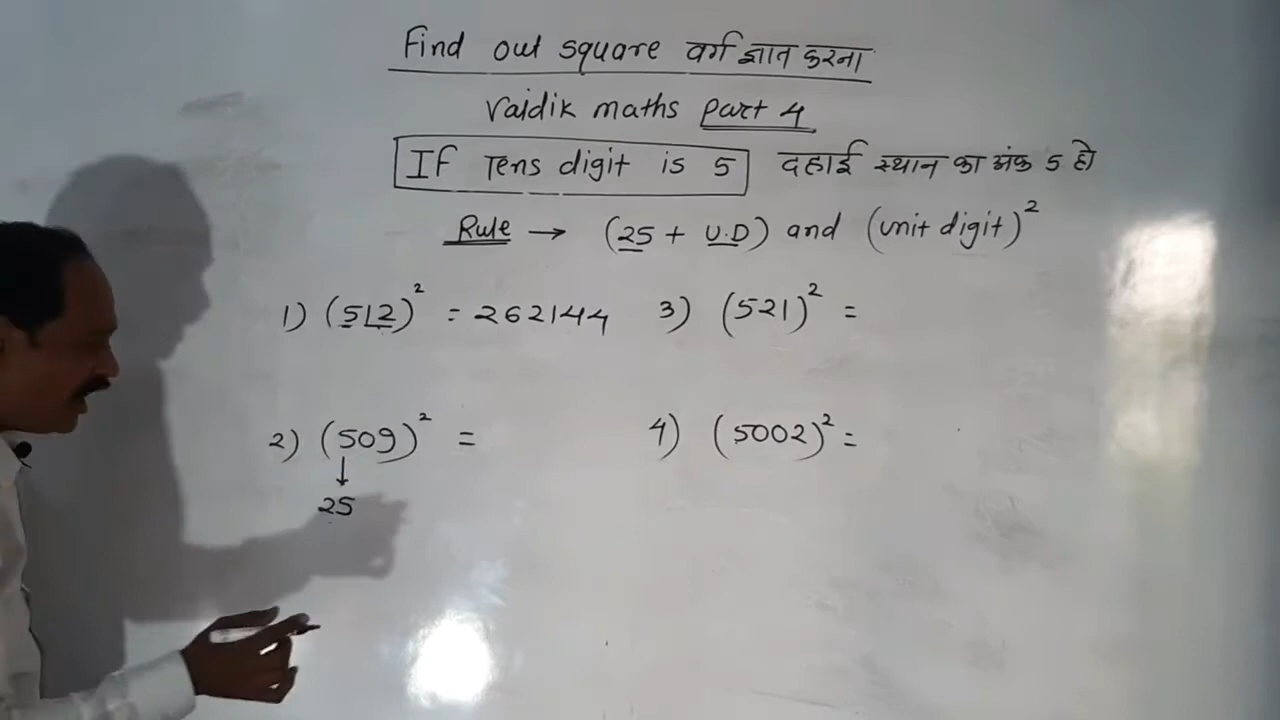 Find out square वर्ग ज्ञात करना
Vaidik maths part 4
If Tens digit is 5 दहाई स्थान का अंक 5 हो
Rule → (25 + U.D) and (unit digit)²
1) (512)² = 262144
3) (521)² =
2) (509)² =
4) (5002)² =
↓
25